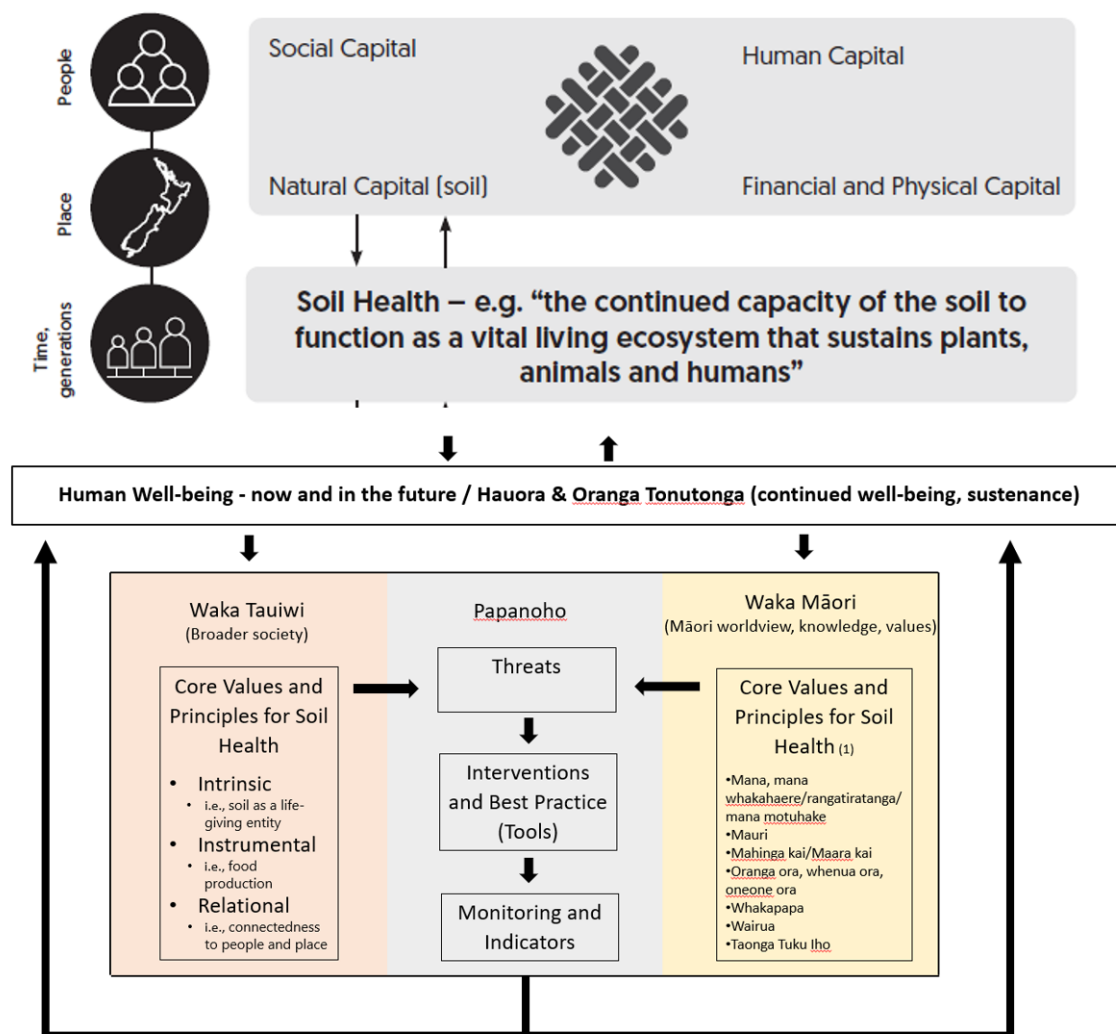 People
Place
Time,
generations
Social Capital
Human Capital
Natural Capital (soil)
Financial and Physical Capital
Soil Health – e.g. “the continued capacity of the soil to
function as a vital living ecosystem that sustains plants,
animals and humans”
Human Well-being - now and in the future / Hauora & Oranga Tonutonga (continued well-being, sustenance)
Waka Tauiwi
(Broader society)
Core Values and
Principles for Soil
Health
• Intrinsic
• i.e., soil as a life-
giving entity
• Instrumental
• i.e., food
production
• Relational
• i.e., connectedness
to people and place
Papanoho
Threats
Interventions
and Best Practice
(Tools)
Monitoring and
Indicators
Waka Māori
(Māori worldview, knowledge, values)
Core Values and
Principles for Soil
Health (1)
•Mana, mana
whakahaere/rangatiratanga/
mana motuhake
•Mauri
•Mahinga kai/Maara kai
•Oranga ora, whenua ora,
oneone ora
•Whakapapa
•Wairua
•Taonga Tuku Iho